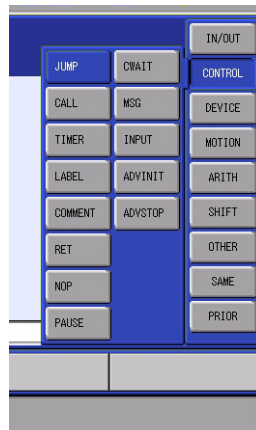 IN/OUT
JUMP
CWAIT
CONTROL
CALL
MSG
DEVICE
TIMER
INPUT
MOTION
LABEL
ADVINIT
ARITH
COMMENT
ADVSTOP
SHIFT
RET
OTHER
NOP
SAME
PAUSE
PRIOR